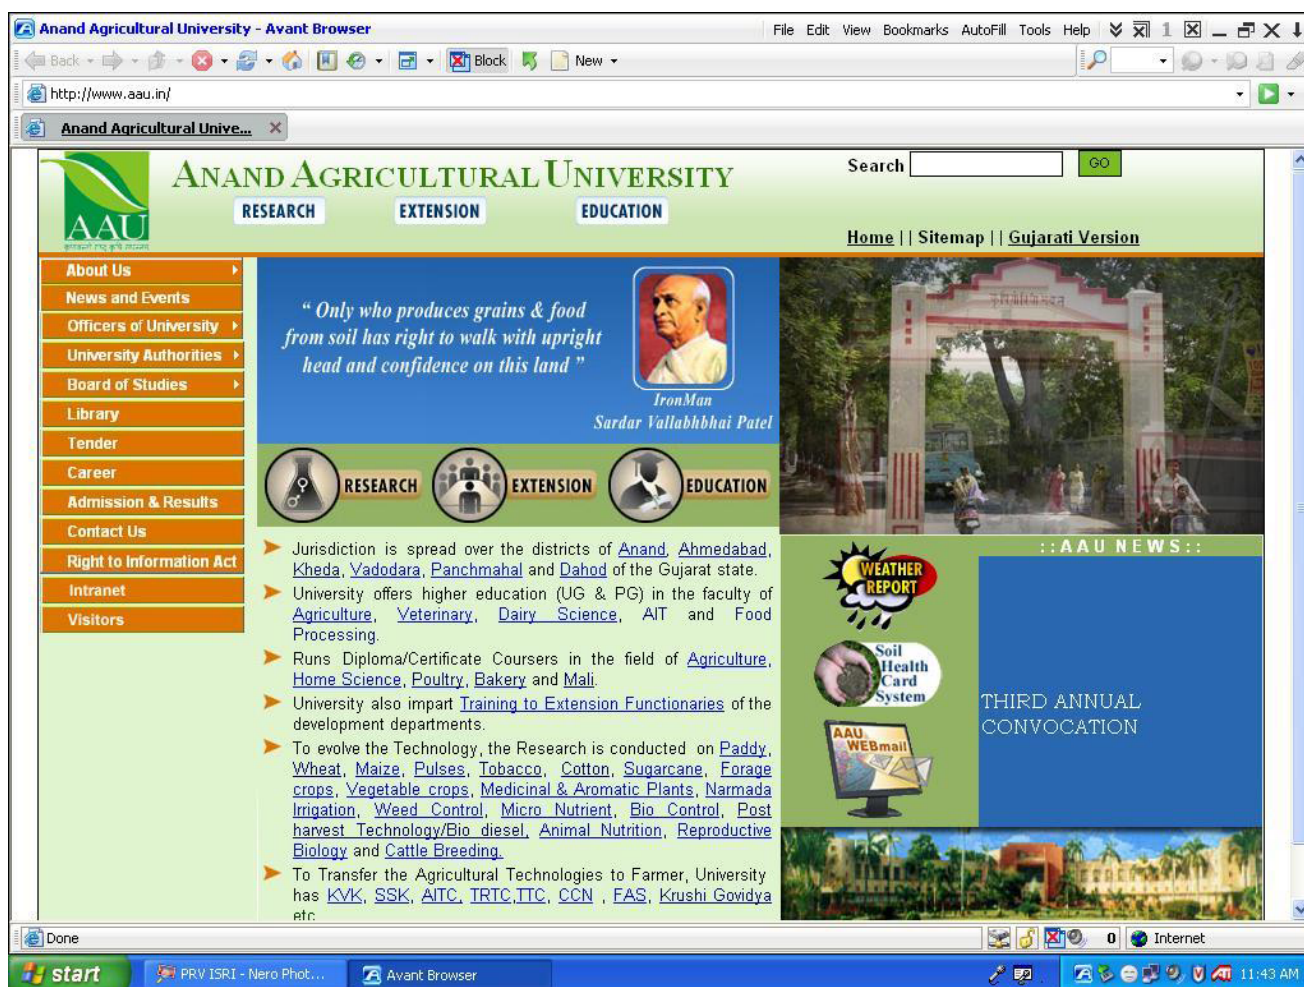 Anand Agricultural University - Avant Browser
File Edit View Bookmarks AutoFill Tools Help 1
Back Block New
http://www.aau.in/
Anand Agricultural Unive...
AAU
ANAND AGRICULTURAL UNIVERSITY
RESEARCH EXTENSION EDUCATION
Search GO
Home || Sitemap || Gujarati Version
About Us
News and Events
Officers of University
University Authorities
Board of Studies
Library
Tender
Career
Admission & Results
Contact Us
Right to Information Act
Intranet
Visitors
“ Only who produces grains & food
from soil has right to walk with upright
head and confidence on this land ”
IronMan
Sardar Vallabhbhai Patel
RESEARCH EXTENSION EDUCATION
Jurisdiction is spread over the districts of Anand, Ahmedabad,
Kheda, Vadodara, Panchmahal and Dahod of the Gujarat state.
University offers higher education (UG & PG) in the faculty of
Agriculture, Veterinary, Dairy Science, AIT and Food
Processing.
Runs Diploma/Certificate Coursers in the field of Agriculture,
Home Science, Poultry, Bakery and Mali.
University also impart Training to Extension Functionaries of the
development departments.
To evolve the Technology, the Research is conducted on Paddy,
Wheat, Maize, Pulses, Tobacco, Cotton, Sugarcane, Forage
crops, Vegetable crops, Medicinal & Aromatic Plants, Narmada
Irrigation, Weed Control, Micro Nutrient, Bio Control, Post
harvest Technology/Bio diesel, Animal Nutrition, Reproductive
Biology and Cattle Breeding.
To Transfer the Agricultural Technologies to Farmer, University
has KVK, SSK, AITC, TRTC,TTC, CCN , FAS, Krushi Govidya
etc
WEATHER
REPORT
Soil
Health
Card
System
AAU
WEBmail
::AAU NEWS::
THIRD ANNUAL
CONVOCATION
Done 0 Internet
start PRV ISRI - Nero Phot... Avant Browser ATI 11:43 AM